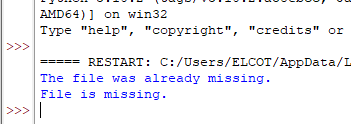 AMD64)] on win32
Type "help", "copyright", "credits" or
>>>
===== RESTART: C:/Users/ELCOT/AppData/L
The file was already missing.
File is missing.
>>>